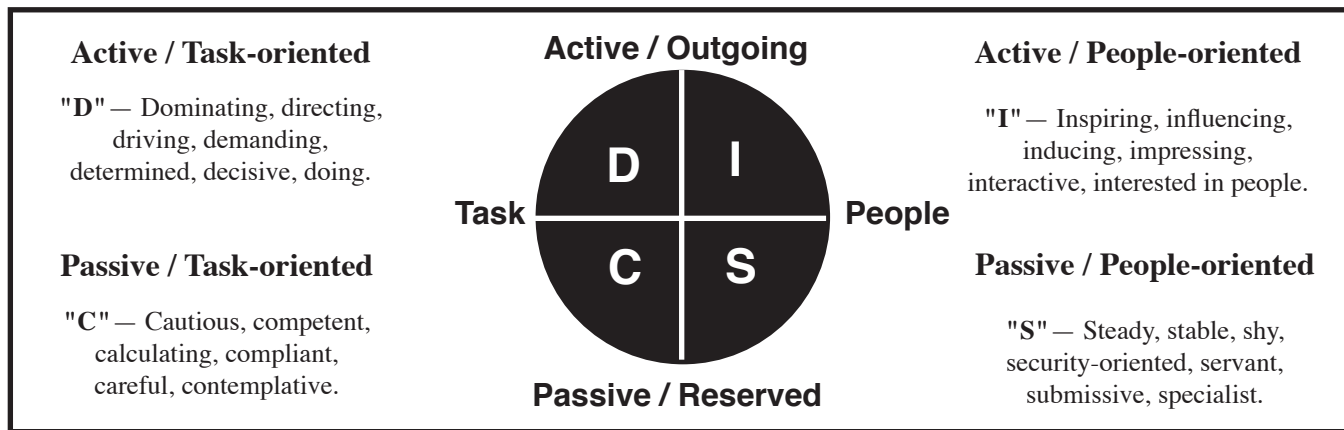 Active / Task-oriented
"D"— Dominating, directing,
driving, demanding,
determined, decisive, doing.
Passive / Task-oriented
"C"— Cautious, competent,
calculating, compliant,
careful, contemplative.
Active / Outgoing
D
I
Task
People
C
S
Passive / Reserved
Active / People-oriented
"I"— Inspiring, influencing,
inducing, impressing,
interactive, interested in people.
Passive / People-oriented
"S"— Steady, stable, shy,
security-oriented, servant,
submissive, specialist.